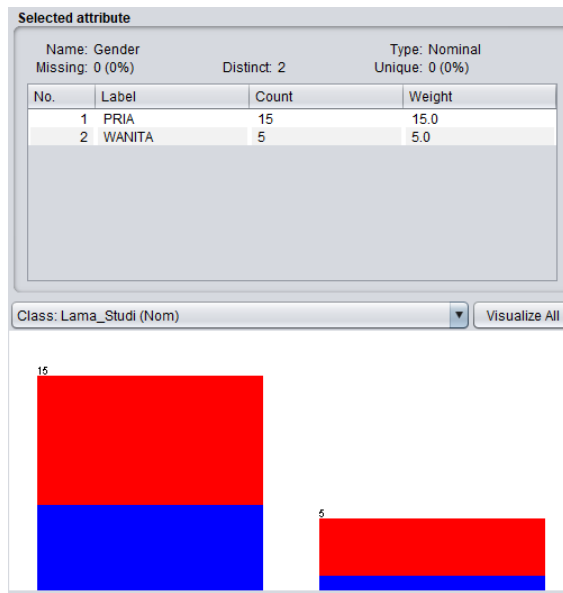 Selected attribute
Name: Gender Type: Nominal
Missing: 0 (0%) Distinct: 2 Unique: 0 (0%)
No. Label Count Weight
1 PRIA 15 15.0
2 WANITA 5 5.0
Class: Lama_Studi (Nom) Visualize All
15
5